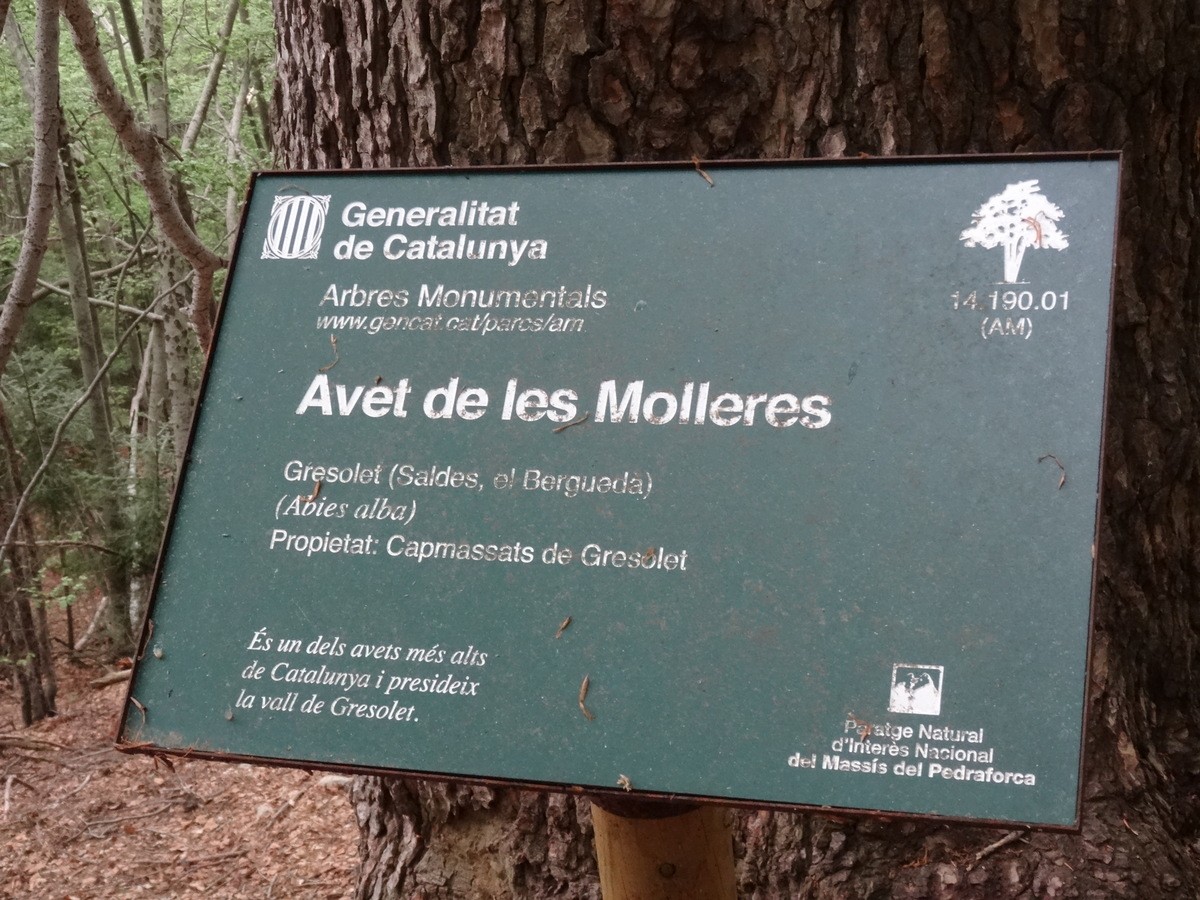 Generalitat
de Catalunya
Arbres Monumentals
www.gencat.cat/parcs/am
14.190.01
(AM)
Avet de les Molleres
Gresolet (Saldes, el Berguedà)
(Abies alba)
Propietat: Capmassats de Gresolet
És un dels avets més alts
de Catalunya i presideix
la vall de Gresolet.
Paratge Natural
d'Interès Nacional
del Massís del Pedraforca